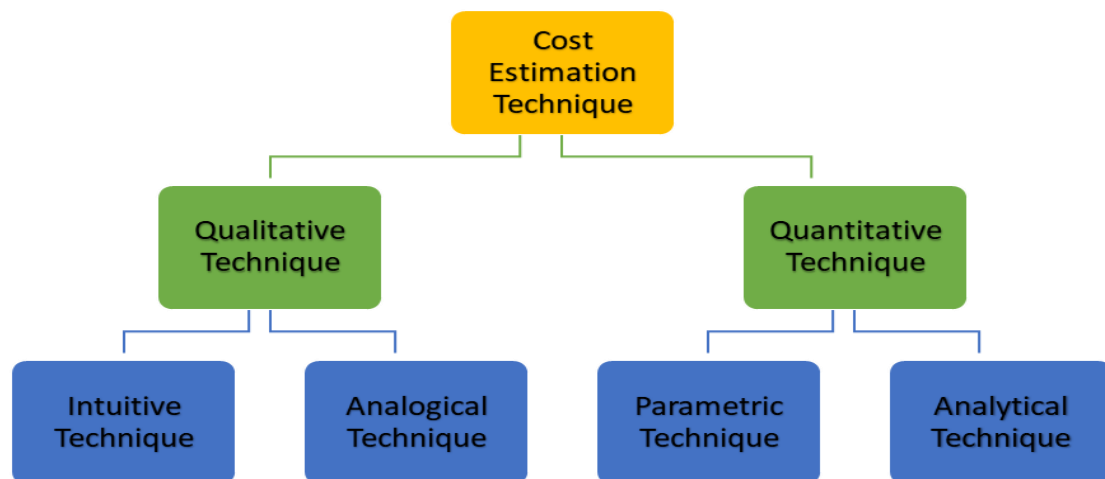 Cost
Estimation
Technique
Qualitative
Technique
Quantitative
Technique
Intuitive
Technique
Analogical
Technique
Parametric
Technique
Analytical
Technique